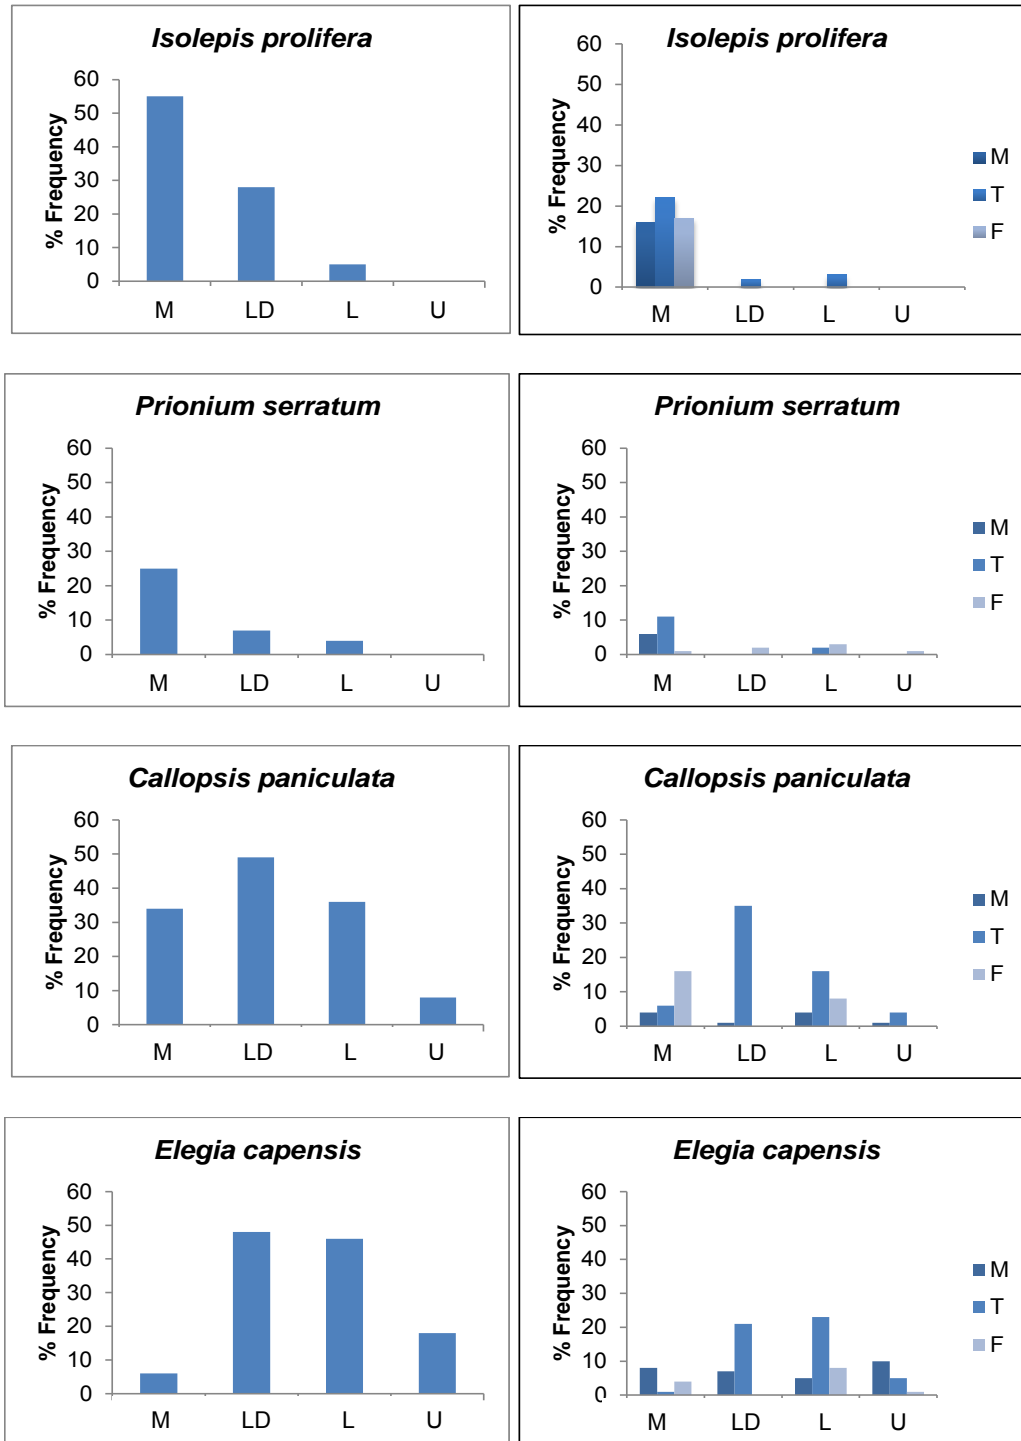 Isolepis prolifera
% Frequency
60
50
40
30
20
10
0
M LD L U
Isolepis prolifera
% Frequency
60
50
40
30
20
10
0
M LD L U
M
T
F
Prionium serratum
% Frequency
60
50
40
30
20
10
0
M LD L U
Prionium serratum
% Frequency
60
50
40
30
20
10
0
M LD L U
M
T
F
Callopsis paniculata
% Frequency
60
50
40
30
20
10
0
M LD L U
Callopsis paniculata
% Frequency
60
50
40
30
20
10
0
M LD L U
M
T
F
Elegia capensis
% Frequency
60
50
40
30
20
10
0
M LD L U
Elegia capensis
% Frequency
60
50
40
30
20
10
0
M LD L U
M
T
F